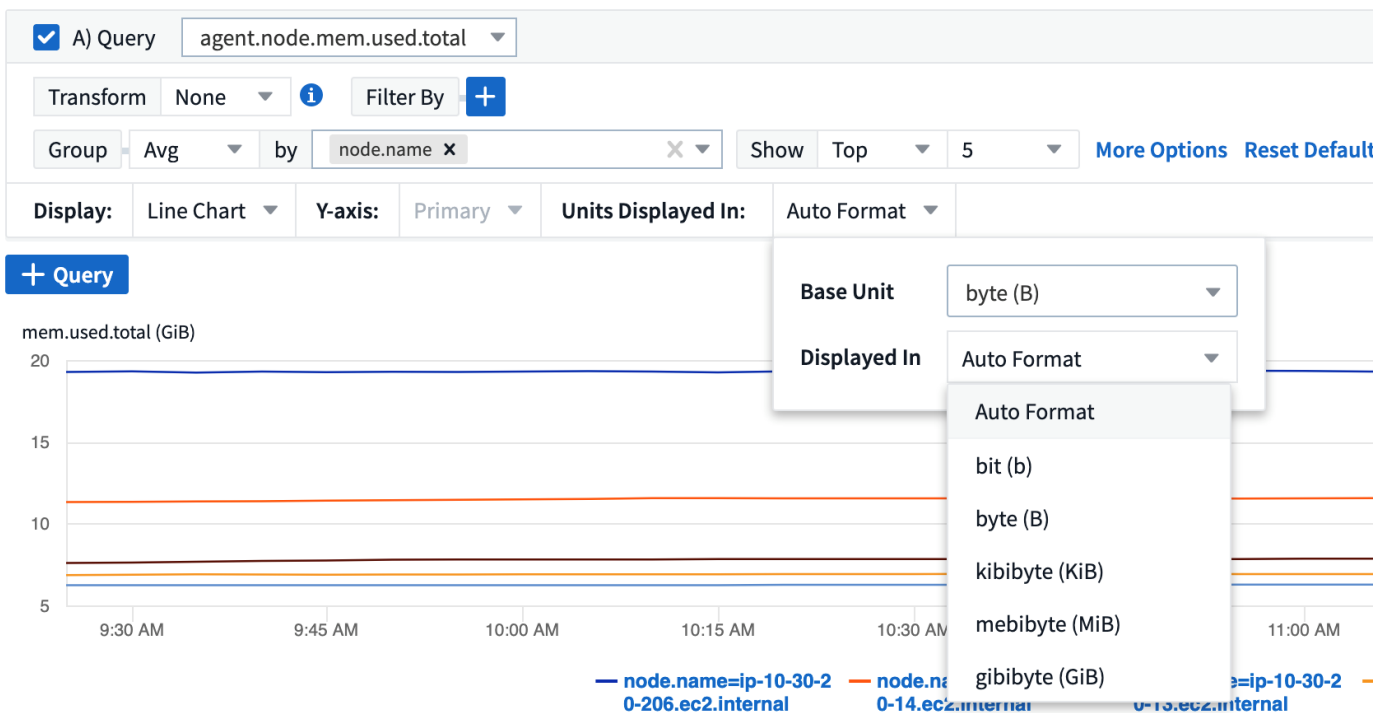 A) Query agent.node.mem.used.total
Transform None i Filter By +
Group Avg by node.name × × Show Top 5 More Options Reset Default
Display: Line Chart Y-axis: Primary Units Displayed In: Auto Format
+ Query
Base Unit byte (B)
Displayed In Auto Format
Auto Format
bit (b)
byte (B)
kibibyte (KiB)
mebibyte (MiB)
gibibyte (GiB)
mem.used.total (GiB)
20
15
10
5
9:30 AM 9:45 AM 10:00 AM 10:15 AM 10:30 AM 11:00 AM
node.name=ip-10-30-2
0-206.ec2.internal
node.na
0-14.ec2.internal
e=ip-10-30-2
0-13.ec2.internal